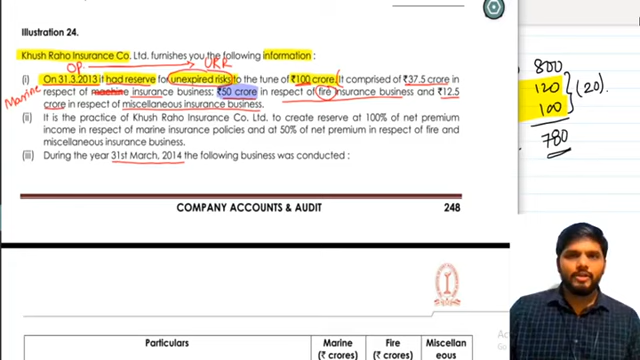 Illustration 24.
Khush Raho Insurance Co. Ltd. furnishes you the following information :
OP. URR
(i) On 31.3.2013 it had reserve for unexpired risks to the tune of ₹100 crore. It comprised of ₹37.5 crore in
Marine respect of machin insurance business: ₹50 crore in respect of fire insurance business and ₹12.5
crore in respect of miscellaneous insurance business.
(ii) It is the practice of Khush Raho Insurance Co. Ltd. to create reserve at 100% of net premium
income in respect of marine insurance policies and at 50% of net premium in respect of fire and
miscellaneous insurance business.
(iii) During the year 31st March, 2014 the following business was conducted :
800
120
100
(20)
780
COMPANY ACCOUNTS & AUDIT 248
Particulars Marine Fire Miscellan
(₹ crores) (₹ crores) eous